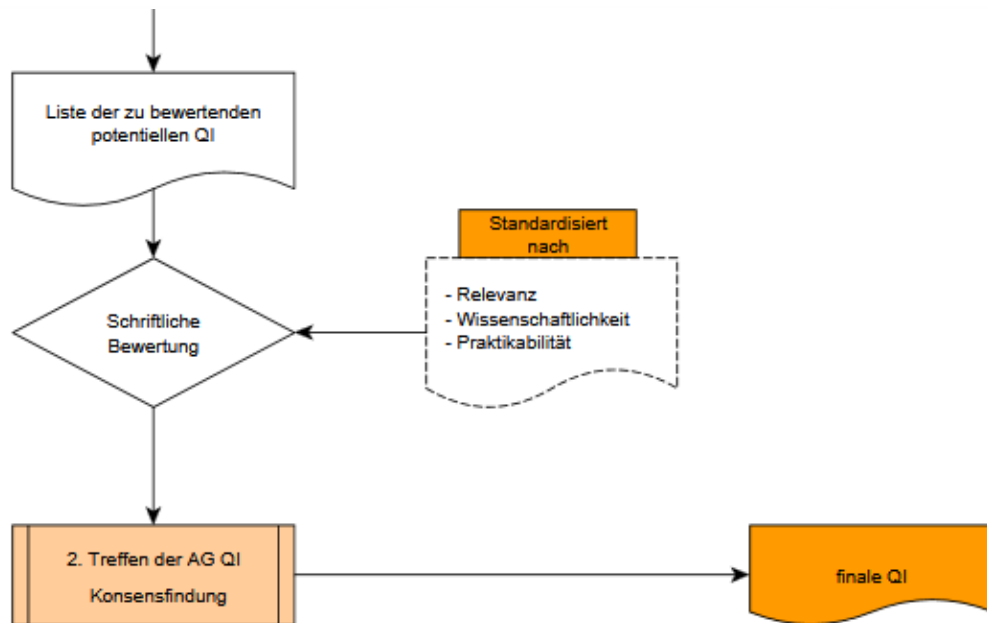 Liste der zu bewertenden
potentiellen QI
Standardisiert
nach
- Relevanz
- Wissenschaftlichkeit
- Praktikabilität
Schriftliche
Bewertung
2. Treffen der AG QI
Konsensfindung
finale QI